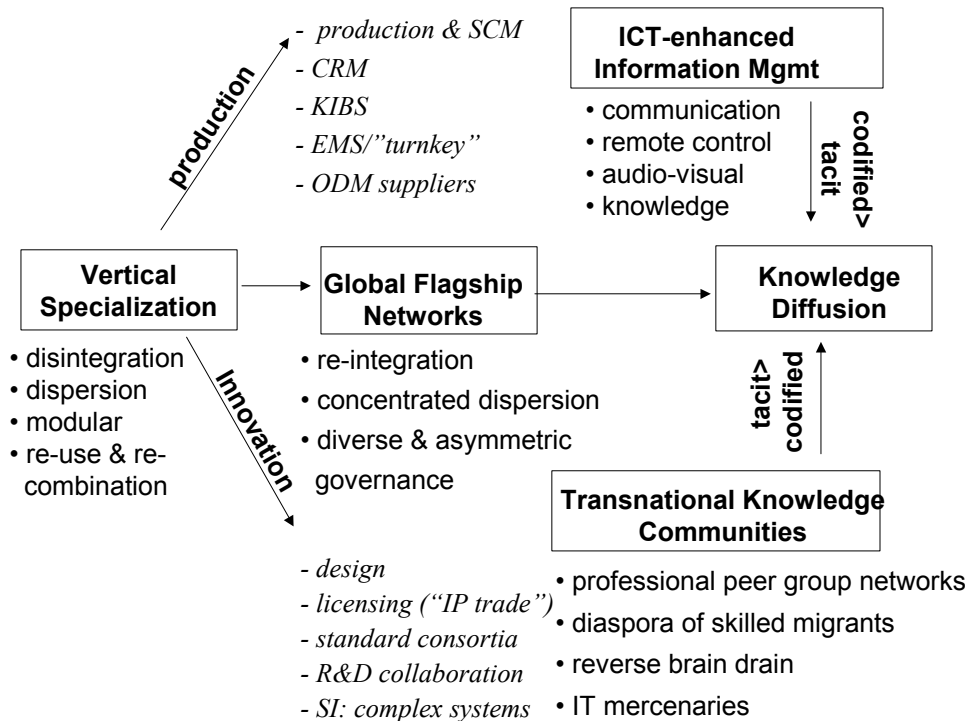 production
- production & SCM
- CRM
- KIBS
- EMS/”turnkey”
- ODM suppliers
ICT-enhanced
Information Mgmt
• communication
• remote control
• audio-visual
• knowledge
codified>
tacit
Vertical
Specialization
• disintegration
• dispersion
• modular
• re-use & re-
combination
Global Flagship
Networks
• re-integration
• concentrated dispersion
• diverse & asymmetric
governance
Knowledge
Diffusion
tacit>
codified
Innovation
- design
- licensing (“IP trade”)
- standard consortia
- R&D collaboration
- SI: complex systems
Transnational Knowledge
Communities
• professional peer group networks
• diaspora of skilled migrants
• reverse brain drain
• IT mercenaries